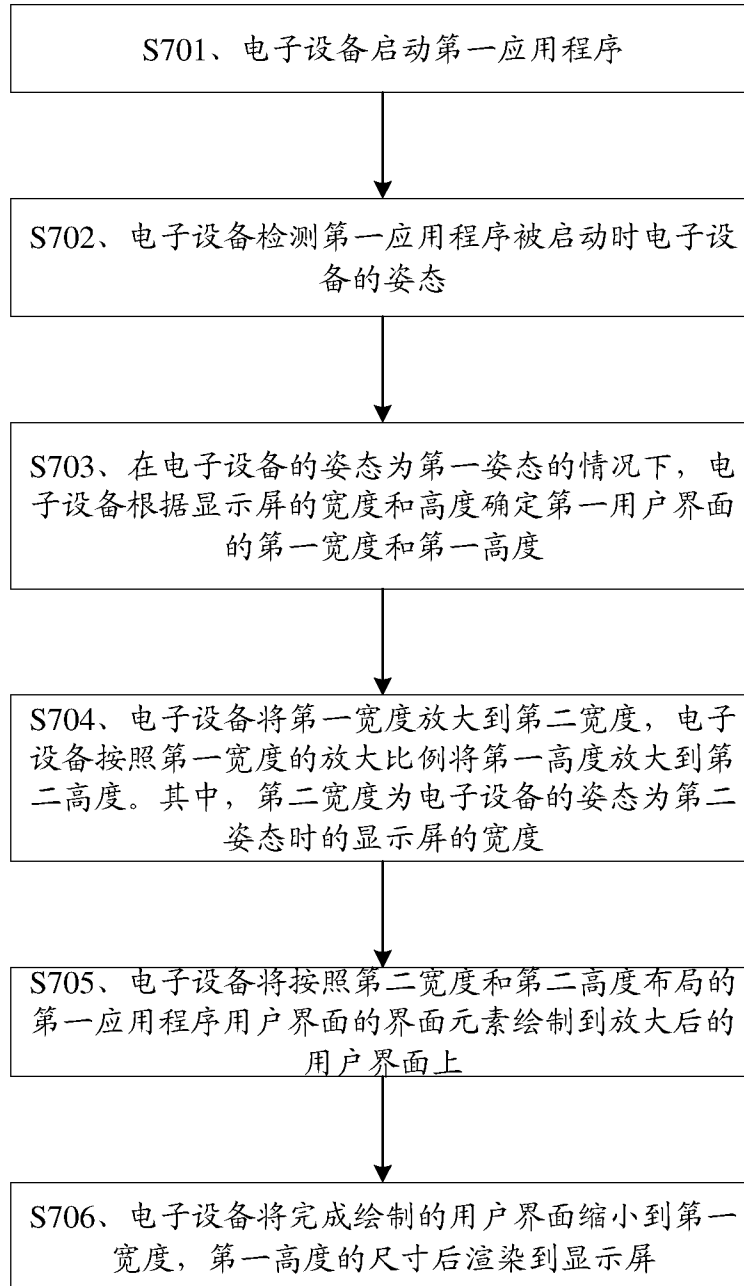 S701、电子设备启动第一应用程序
S702、电子设备检测第一应用程序被启动时电子设
备的姿态
S703、在电子设备的姿态为第一姿态的情况下，电
子设备根据显示屏的宽度和高度确定第一用户界面
的第一宽度和第一高度
S704、电子设备将第一宽度放大到第二宽度，电子
设备按照第一宽度的放大比例将第一高度放大到第
二高度。其中，第二宽度为电子设备的姿态为第二
姿态时的显示屏的宽度
S705、电子设备将按照第二宽度和第二高度布局的
第一应用程序用户界面的界面元素绘制到放大后的
用户界面上
S706、电子设备将完成绘制的用户界面缩小到第一
宽度，第一高度的尺寸后渲染到显示屏